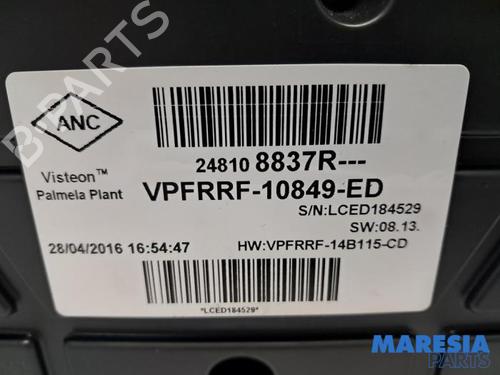 B-PARTS
ANC
24810 8837R---
Visteon™
Palmela Plant
VPFRRF-10849-ED
S/N:LCED184529
SW:08.13.
28/04/2016 16:54:47
HW:VPFRRF-14B115-CD
*LCED184529*
MARESIA
PARTS